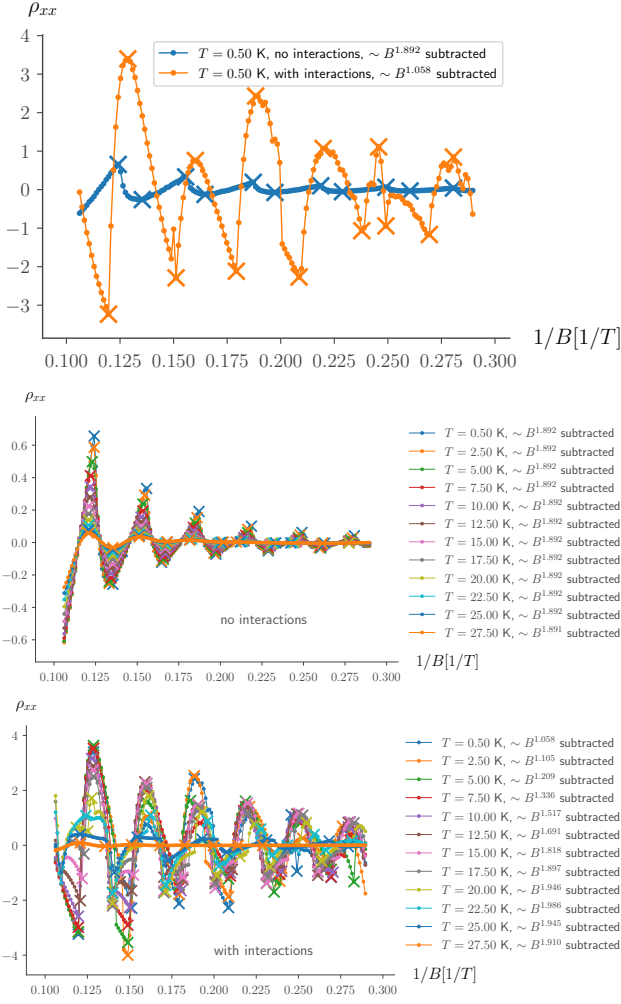 ρxx
4
T = 0.50 K, no interactions, ∼ B^1.892 subtracted
T = 0.50 K, with interactions, ∼ B^1.058 subtracted
3
2
1
0
−1
−2
−3
0.100 0.125 0.150 0.175 0.200 0.225 0.250 0.275 0.300
1/B[1/T]
ρxx
0.6
0.4
0.2
0.0
−0.2
−0.4
−0.6
no interactions
0.100 0.125 0.150 0.175 0.200 0.225 0.250 0.275 0.300
1/B[1/T]
T = 0.50 K, ∼ B^1.892 subtracted
T = 2.50 K, ∼ B^1.892 subtracted
T = 5.00 K, ∼ B^1.892 subtracted
T = 7.50 K, ∼ B^1.892 subtracted
T = 10.00 K, ∼ B^1.892 subtracted
T = 12.50 K, ∼ B^1.892 subtracted
T = 15.00 K, ∼ B^1.892 subtracted
T = 17.50 K, ∼ B^1.892 subtracted
T = 20.00 K, ∼ B^1.892 subtracted
T = 22.50 K, ∼ B^1.892 subtracted
T = 25.00 K, ∼ B^1.892 subtracted
T = 27.50 K, ∼ B^1.891 subtracted
ρxx
4
2
0
−2
−4
with interactions
0.100 0.125 0.150 0.175 0.200 0.225 0.250 0.275 0.300
1/B[1/T]
T = 0.50 K, ∼ B^1.058 subtracted
T = 2.50 K, ∼ B^1.105 subtracted
T = 5.00 K, ∼ B^1.209 subtracted
T = 7.50 K, ∼ B^1.336 subtracted
T = 10.00 K, ∼ B^1.517 subtracted
T = 12.50 K, ∼ B^1.691 subtracted
T = 15.00 K, ∼ B^1.818 subtracted
T = 17.50 K, ∼ B^1.897 subtracted
T = 20.00 K, ∼ B^1.946 subtracted
T = 22.50 K, ∼ B^1.986 subtracted
T = 25.00 K, ∼ B^1.945 subtracted
T = 27.50 K, ∼ B^1.910 subtracted